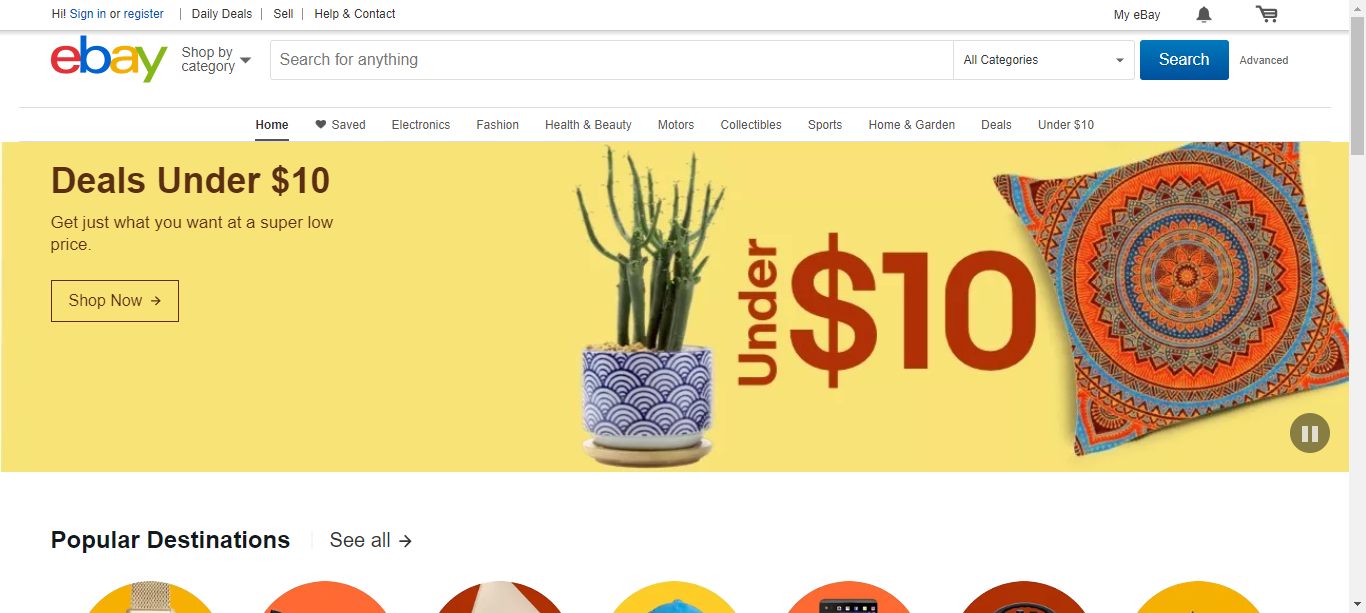 Hi! Sign in or register | Daily Deals | Sell | Help & Contact My eBay
ebay Shop by category Search for anything All Categories Search Advanced
Home Saved Electronics Fashion Health & Beauty Motors Collectibles Sports Home & Garden Deals Under $10
Deals Under $10
Get just what you want at a super low
price.
Shop Now →
Under $10
Popular Destinations See all →